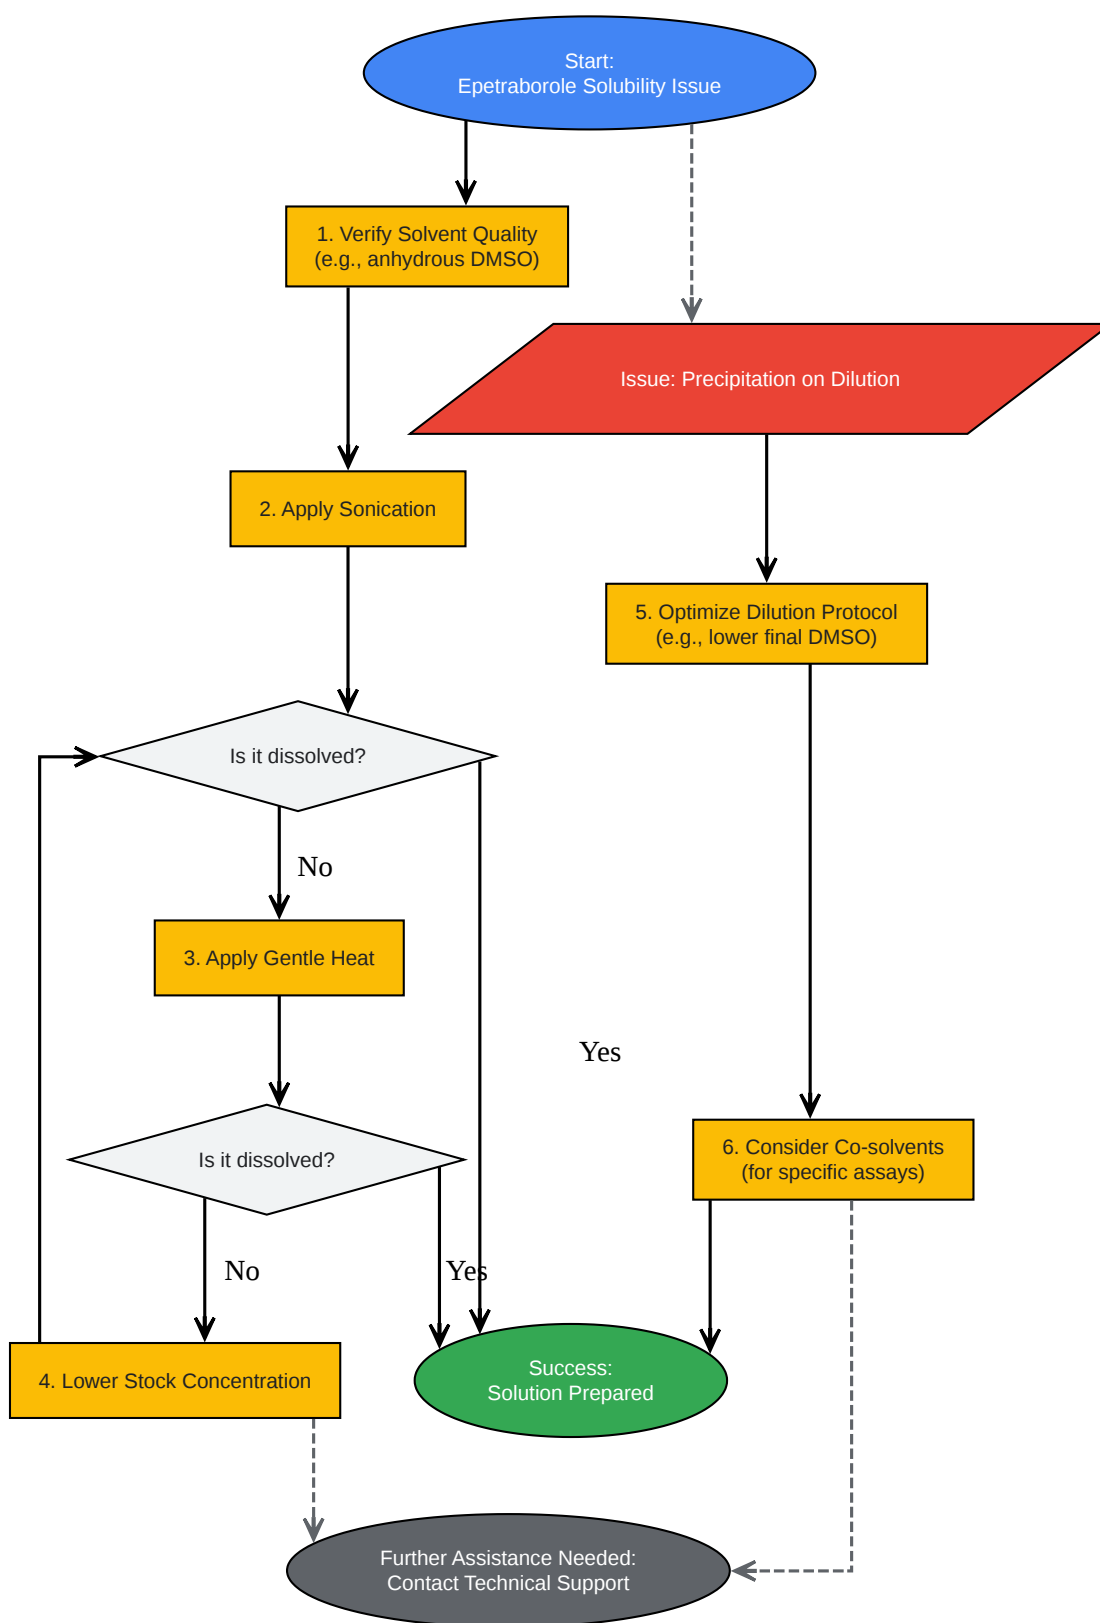 Start:
Epetraborole Solubility Issue
1. Verify Solvent Quality
(e.g., anhydrous DMSO)
Issue: Precipitation on Dilution
2. Apply Sonication
5. Optimize Dilution Protocol
(e.g., lower final DMSO)
Is it dissolved?
No
3. Apply Gentle Heat
Yes
6. Consider Co-solvents
(for specific assays)
Is it dissolved?
No
Yes
4. Lower Stock Concentration
Success:
Solution Prepared
Further Assistance Needed:
Contact Technical Support